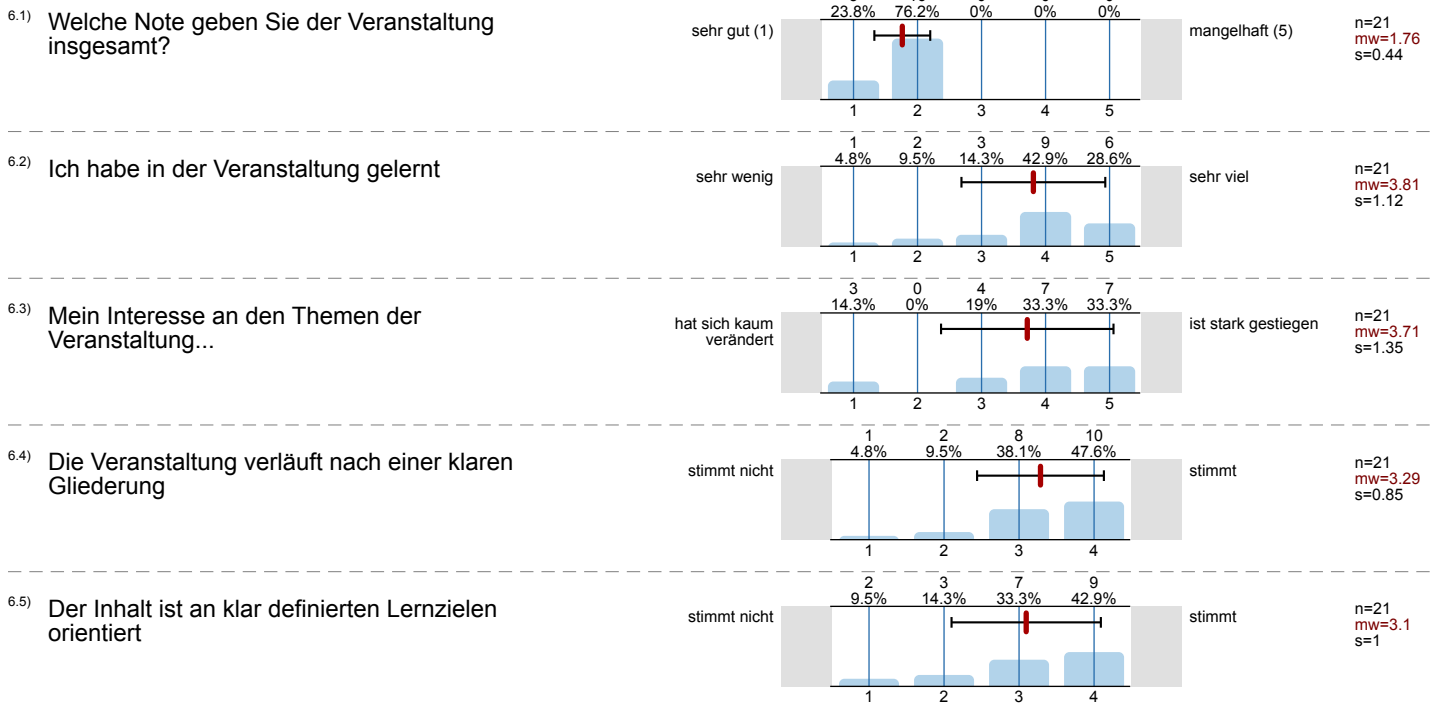 6.1) Welche Note geben Sie der Veranstaltung
insgesamt?
23.8% 76.2% 0% 0% 0%
sehr gut (1)
mangelhaft (5)
n=21
mw=1.76
s=0.44
1 2 3 4 5
6.2) Ich habe in der Veranstaltung gelernt
1 2 3 9 6
4.8% 9.5% 14.3% 42.9% 28.6%
sehr wenig
sehr viel
n=21
mw=3.81
s=1.12
1 2 3 4 5
6.3) Mein Interesse an den Themen der
Veranstaltung...
3 0 4 7 7
14.3% 0% 19% 33.3% 33.3%
hat sich kaum
verändert
ist stark gestiegen
n=21
mw=3.71
s=1.35
1 2 3 4 5
6.4) Die Veranstaltung verläuft nach einer klaren
Gliederung
1 2 8 10
4.8% 9.5% 38.1% 47.6%
stimmt nicht
stimmt
n=21
mw=3.29
s=0.85
1 2 3 4
6.5) Der Inhalt ist an klar definierten Lernzielen
orientiert
2 3 7 9
9.5% 14.3% 33.3% 42.9%
stimmt nicht
stimmt
n=21
mw=3.1
s=1
1 2 3 4